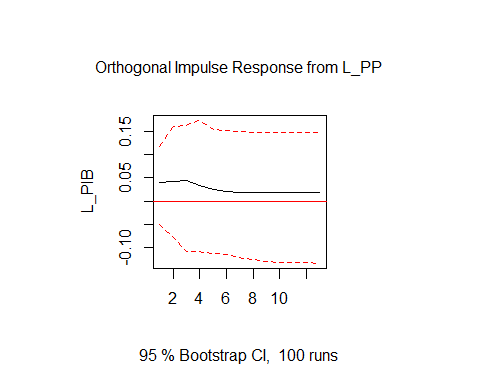 Orthogonal Impulse Response from L_PP
L_PIB
0.15
0.05
-0.10
2 4 6 8 10
95 % Bootstrap CI, 100 runs